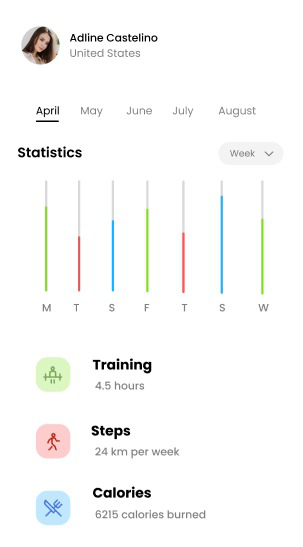 Adline Castelino
United States
April May June July August
Statistics
Week
M T S F T S W
Training
4.5 hours
Steps
24 km per week
Calories
6215 calories burned